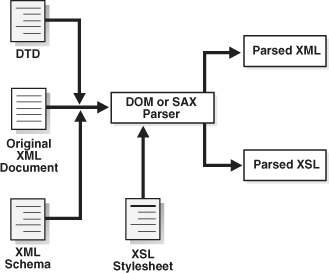 DTD
Original
XML
Document
XML
Schema
DOM or SAX
Parser
XSL
Stylesheet
Parsed XML
Parsed XSL